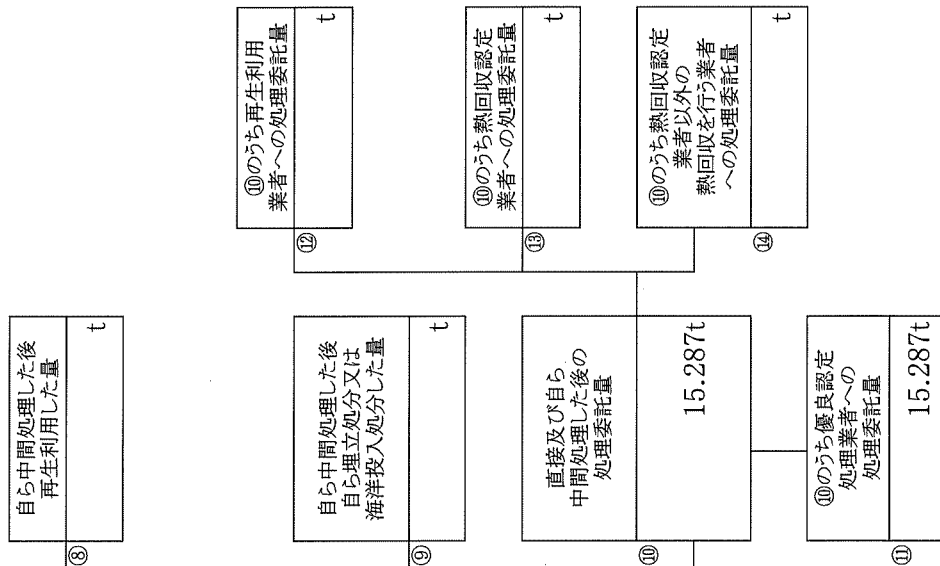 ⑧
自ら中間処理した後
再生利用した量
t
⑨
自ら中間処理した後
自ら埋立処分又は
海洋投入処分した量
t
⑩
直接及び自ら
中間処理した後の
処理委託量
15.287t
⑪
⑩のうち優良認定
処理業者への
処理委託量
15.287t
⑫
⑩のうち再生利用
業者への処理委託量
t
⑬
⑩のうち熱回収認定
業者への処理委託量
t
⑭
⑩のうち熱回収認定
業者以外の
熱回収を行う業者
への処理委託量
t